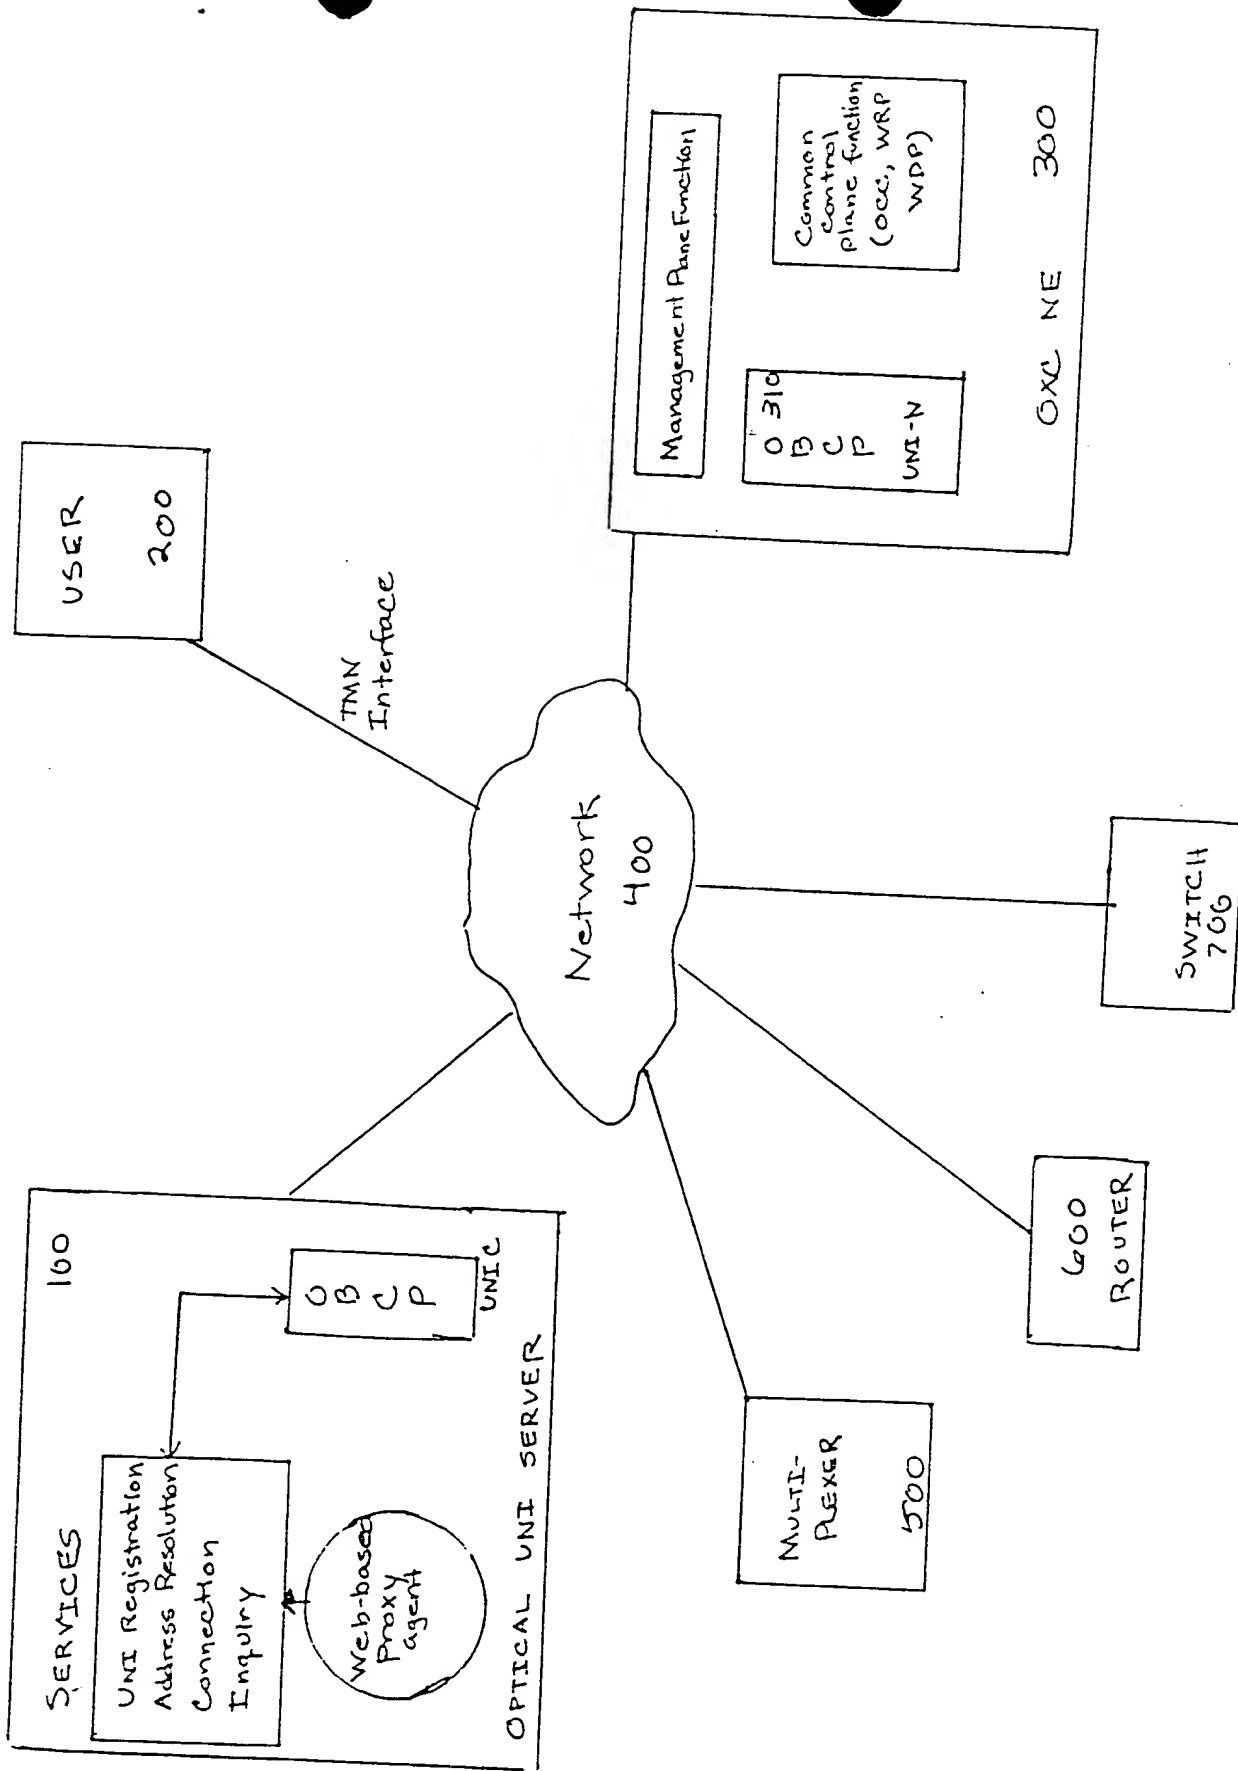 SERVICES
100
UNI Registration
Address Resolution
Connection
Inquiry
Web-based
Proxy
agent
O
B
C
P
UNI C
OPTICAL UNI SERVER
USER
200
TMN
Interface
Network
400
Management Plane Function
O 310
B
C
P
UNI-N
Common
control
plane function
(OCC, WRP
WDP)
OXC NE 300
MULTI-
PLEXER
500
600
ROUTER
SWITCH
706